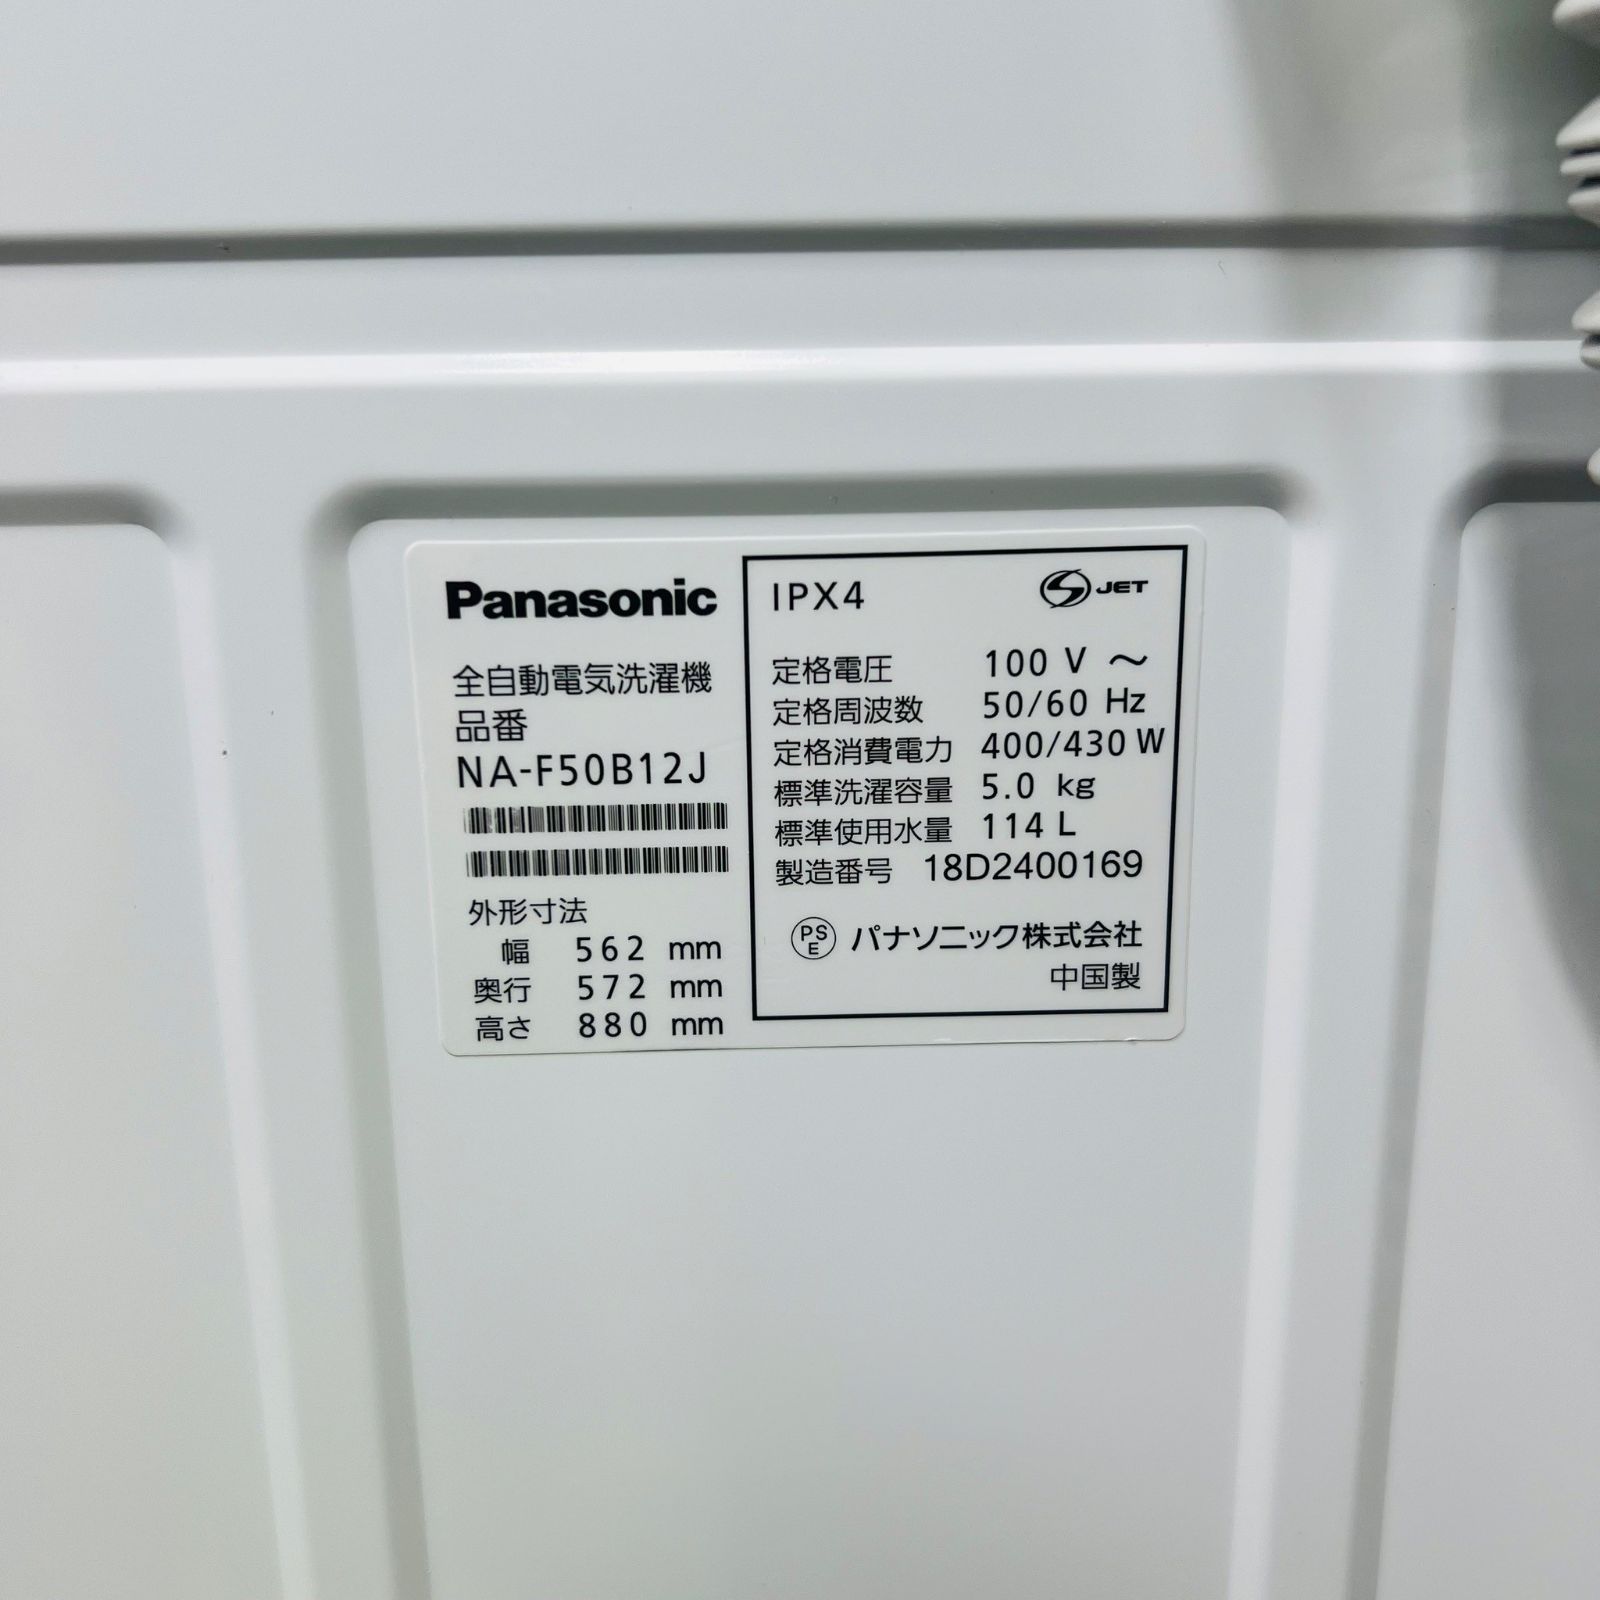 Panasonic
全自動電気洗濯機
品番
NA-F50B12J
外形寸法
幅 562 mm
奥行 572 mm
高さ 880 mm
IPX4
S JET
定格電圧 100 V ～
定格周波数 50/60 Hz
定格消費電力 400/430 W
標準洗濯容量 5.0 kg
標準使用水量 114 L
製造番号 18D2400169
PSE パナソニック株式会社
中国製